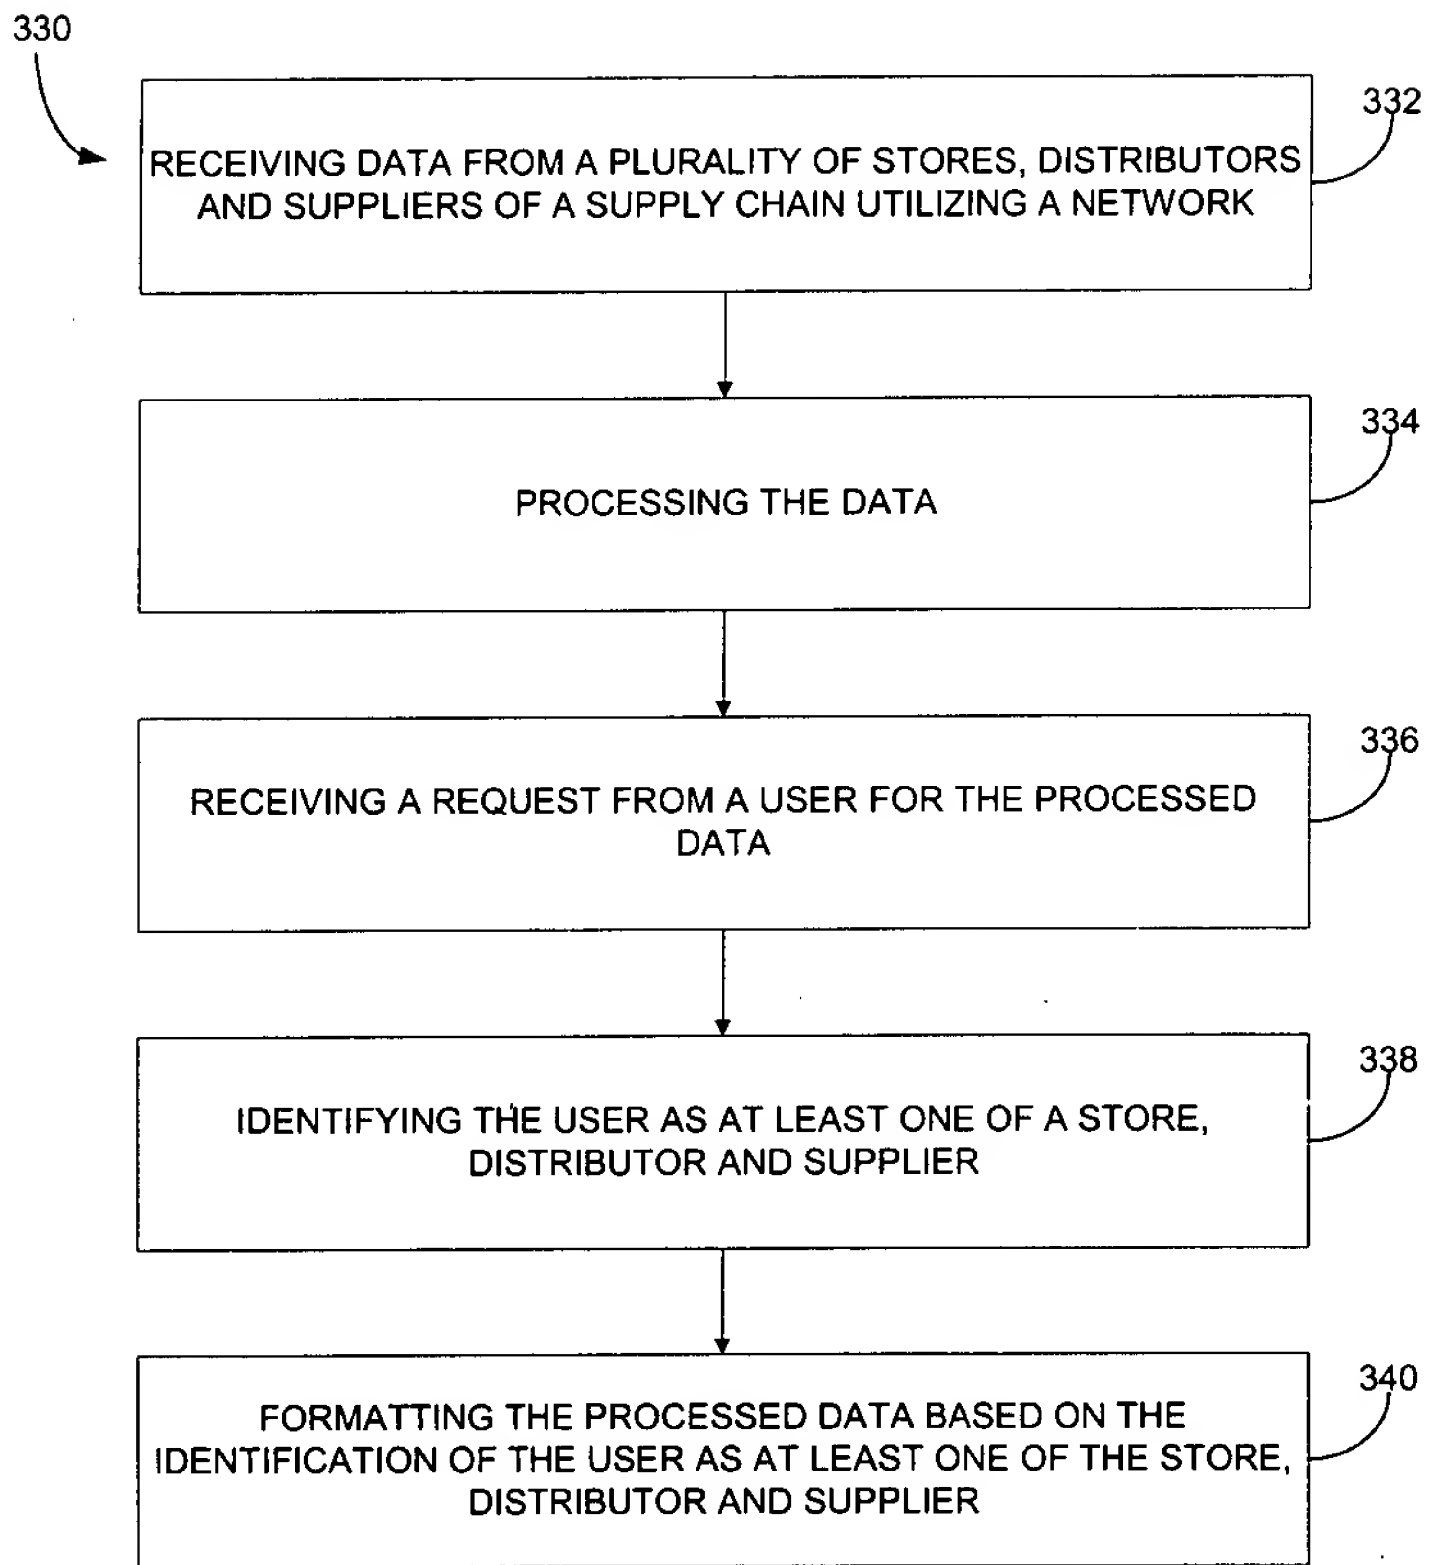 330
332
RECEIVING DATA FROM A PLURALITY OF STORES, DISTRIBUTORS
AND SUPPLIERS OF A SUPPLY CHAIN UTILIZING A NETWORK
334
PROCESSING THE DATA
336
RECEIVING A REQUEST FROM A USER FOR THE PROCESSED
DATA
338
IDENTIFYING THE USER AS AT LEAST ONE OF A STORE,
DISTRIBUTOR AND SUPPLIER
340
FORMATTING THE PROCESSED DATA BASED ON THE
IDENTIFICATION OF THE USER AS AT LEAST ONE OF THE STORE,
DISTRIBUTOR AND SUPPLIER